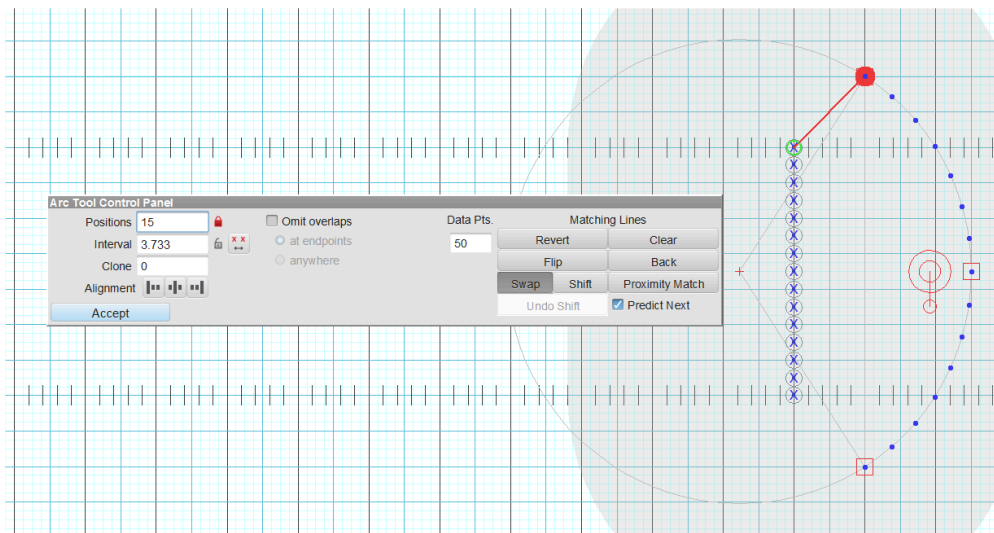 Arc Tool Control Panel
Positions 15
Omit overlaps
Data Pts.
Matching Lines
Interval 3.733
at endpoints
50
Revert
Clear
Clone 0
anywhere
Flip
Back
Alignment
Swap
Shift
Proximity Match
Accept
Undo Shift
Predict Next